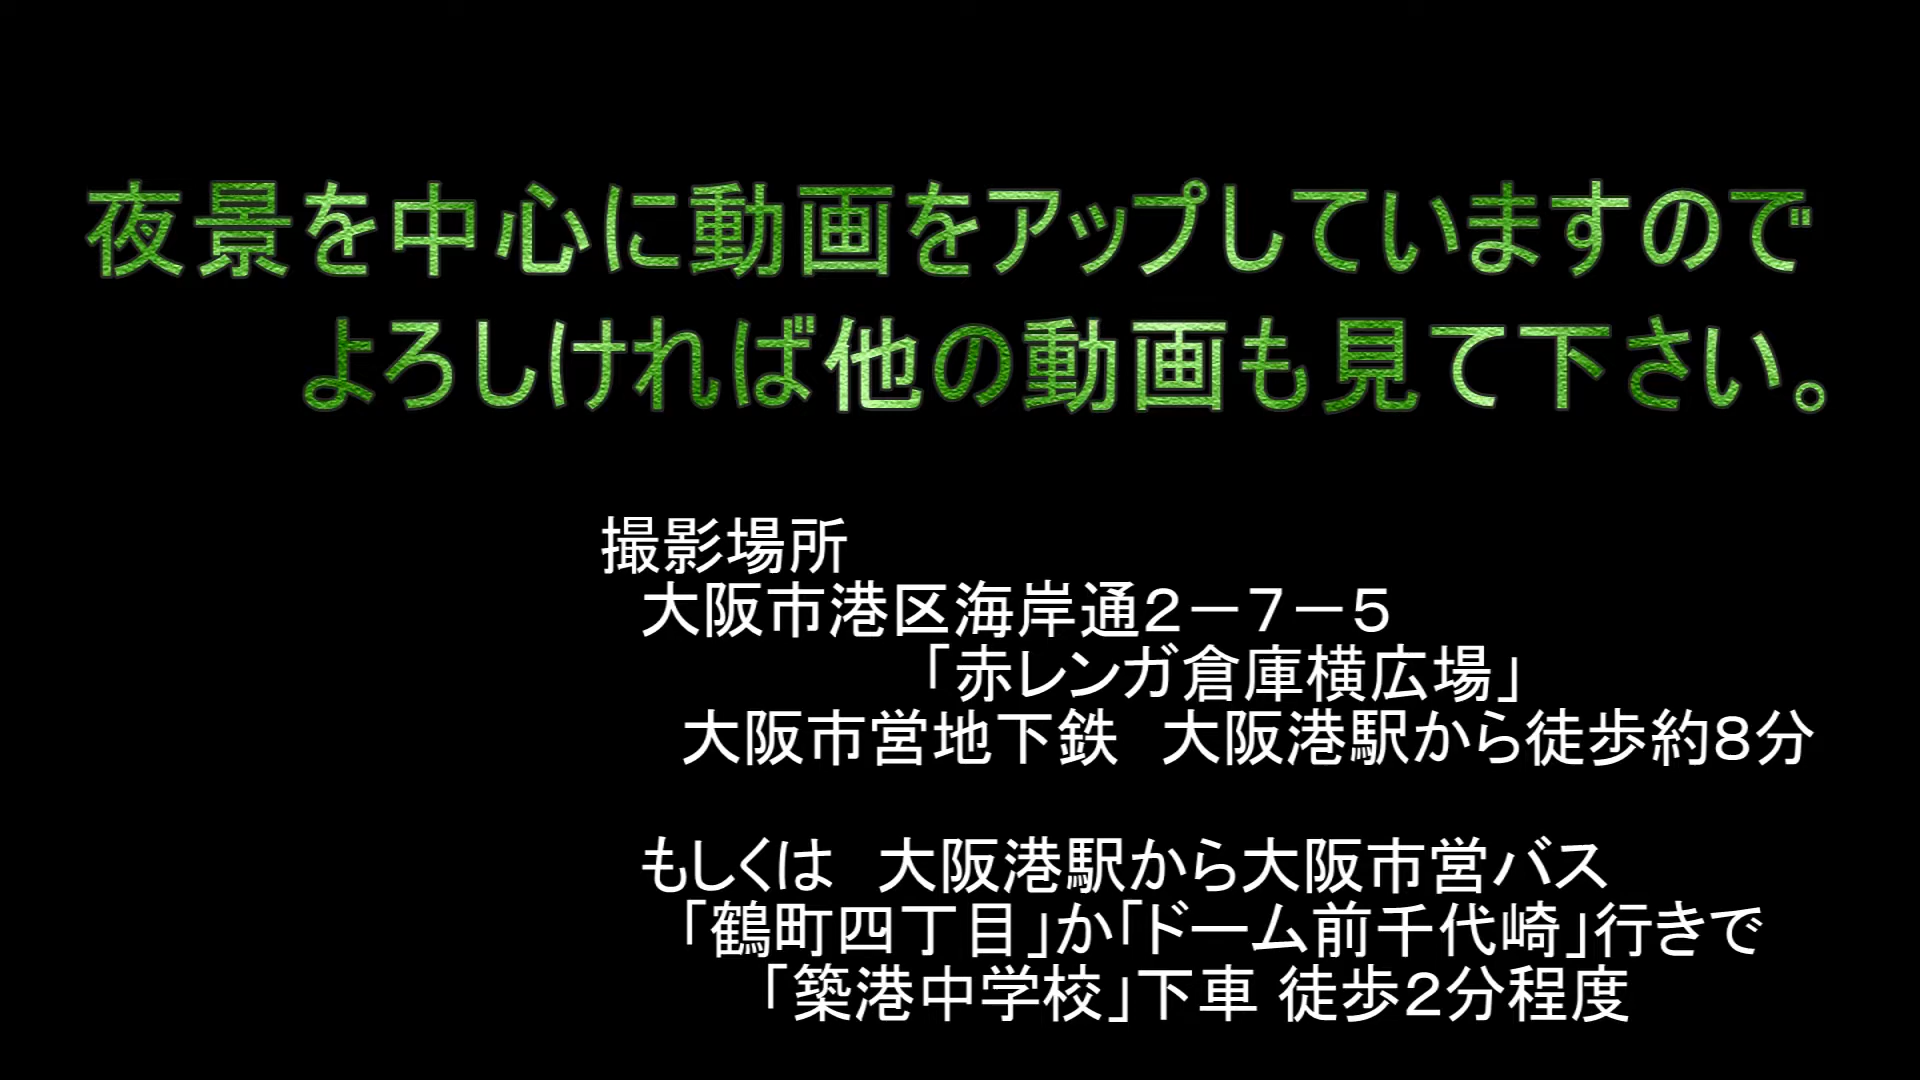 夜景を中心に動画をアップしていますので
よろしければ他の動画も見て下さい。
撮影場所
大阪市港区海岸通２－７－５
「赤レンガ倉庫横広場」
大阪市営地下鉄　大阪港駅から徒歩約８分
もしくは　大阪港駅から大阪市営バス
「鶴町四丁目」か「ドーム前千代崎」行きで
「築港中学校」下車 徒歩２分程度